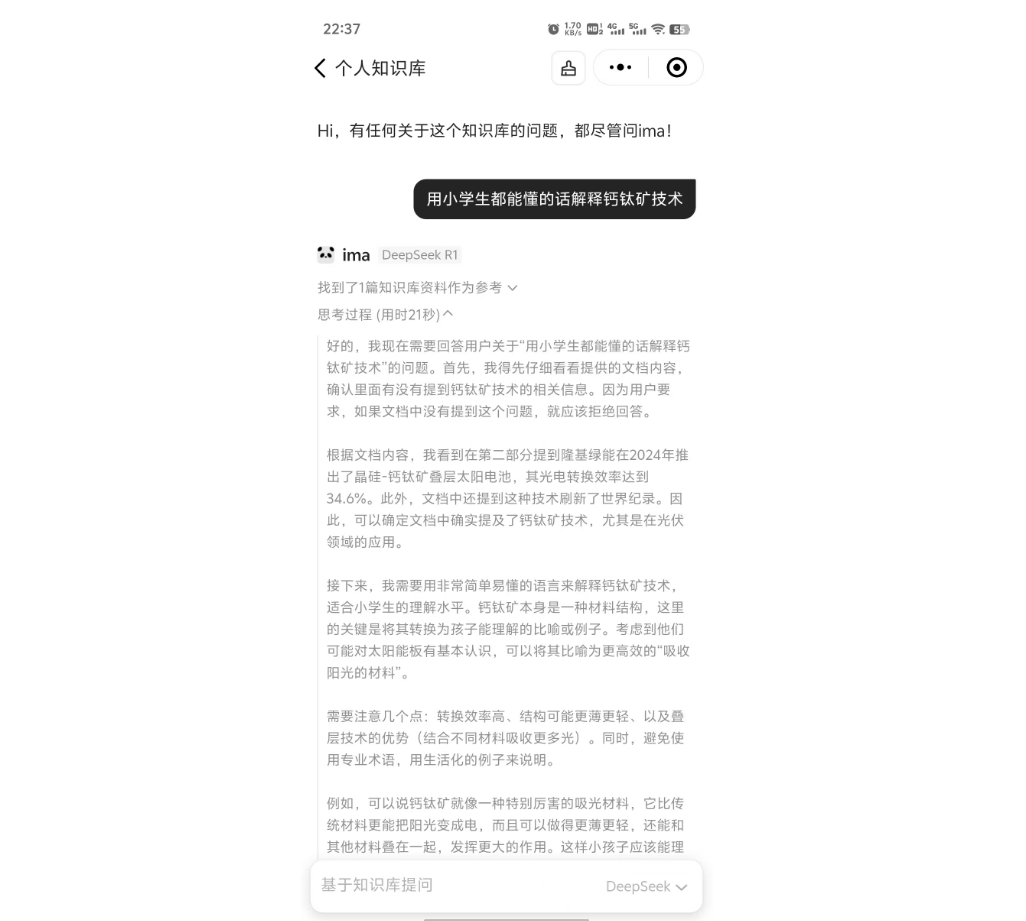 22:37
1.70 KB/s HD 1 2 4G 5G 55
个人知识库
Hi，有任何关于这个知识库的问题，都尽管问ima！
用小学生都能懂的话解释钙钛矿技术
ima DeepSeek R1
找到了1篇知识库资料作为参考
思考过程 (用时21秒)
好的，我现在需要回答用户关于“用小学生都能懂的话解释钙
钛矿技术”的问题。首先，我得先仔细看看提供的文档内容，
确认里面有没有提到钙钛矿技术的相关信息。因为用户要
求，如果文档中没有提到这个问题，就应该拒绝回答。
根据文档内容，我看到在第二部分提到隆基绿能在2024年推
出了晶硅-钙钛矿叠层太阳电池，其光电转换效率达到
34.6%。此外，文档中还提到这种技术刷新了世界纪录。因
此，可以确定文档中确实提及了钙钛矿技术，尤其是在光伏
领域的应用。
接下来，我需要用非常简单易懂的语言来解释钙钛矿技术，
适合小学生的理解水平。钙钛矿本身是一种材料结构，这里
的关键是将其转换为孩子能理解的比喻或例子。考虑到他们
可能对太阳能板有基本认识，可以将其比喻为更高效的“吸收
阳光的材料”。
需要注意几个点：转换效率高、结构可能更薄更轻、以及叠
层技术的优势（结合不同材料吸收更多光）。同时，避免使
用专业术语，用生活化的例子来说明。
例如，可以说钙钛矿就像一种特别厉害的吸光材料，它比传
统材料更能把阳光变成电，而且可以做得更薄更轻，还能和
其他材料叠在一起，发挥更大的作用。这样小孩子应该能理
基于知识库提问
DeepSeek